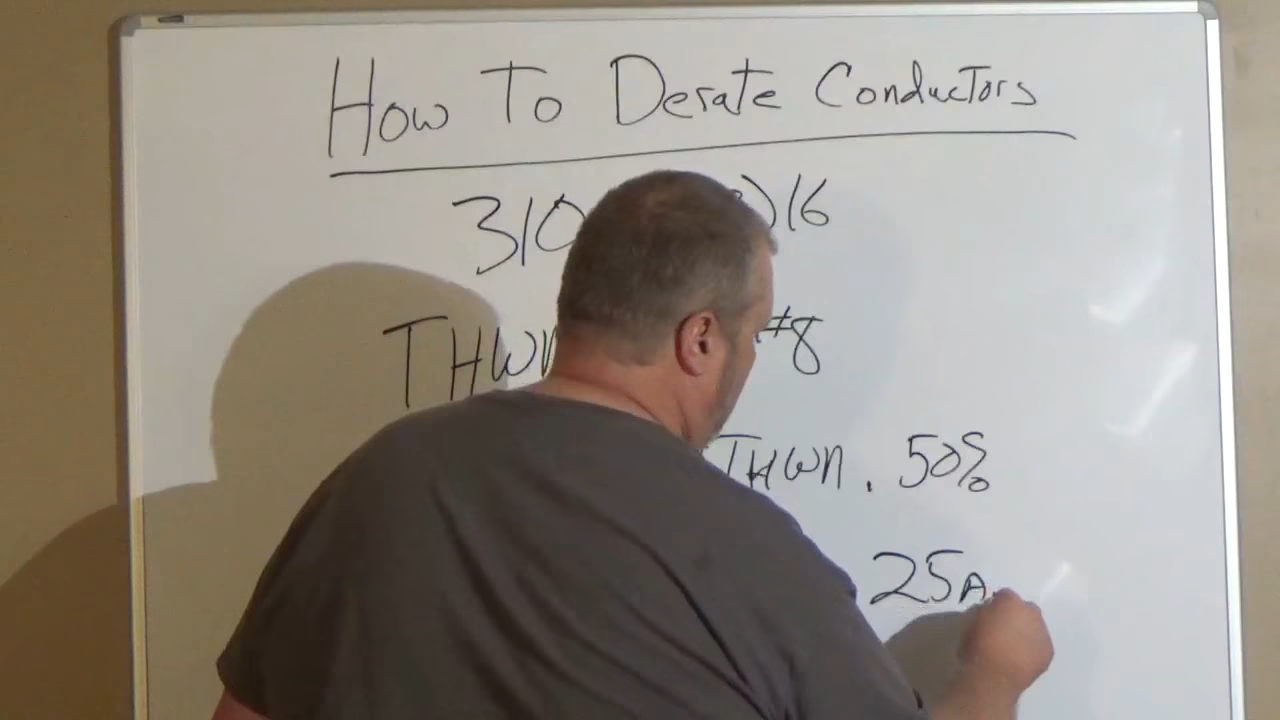 How To Derate Conductors
310 )16
THWN #8
THWN . 50%
25A